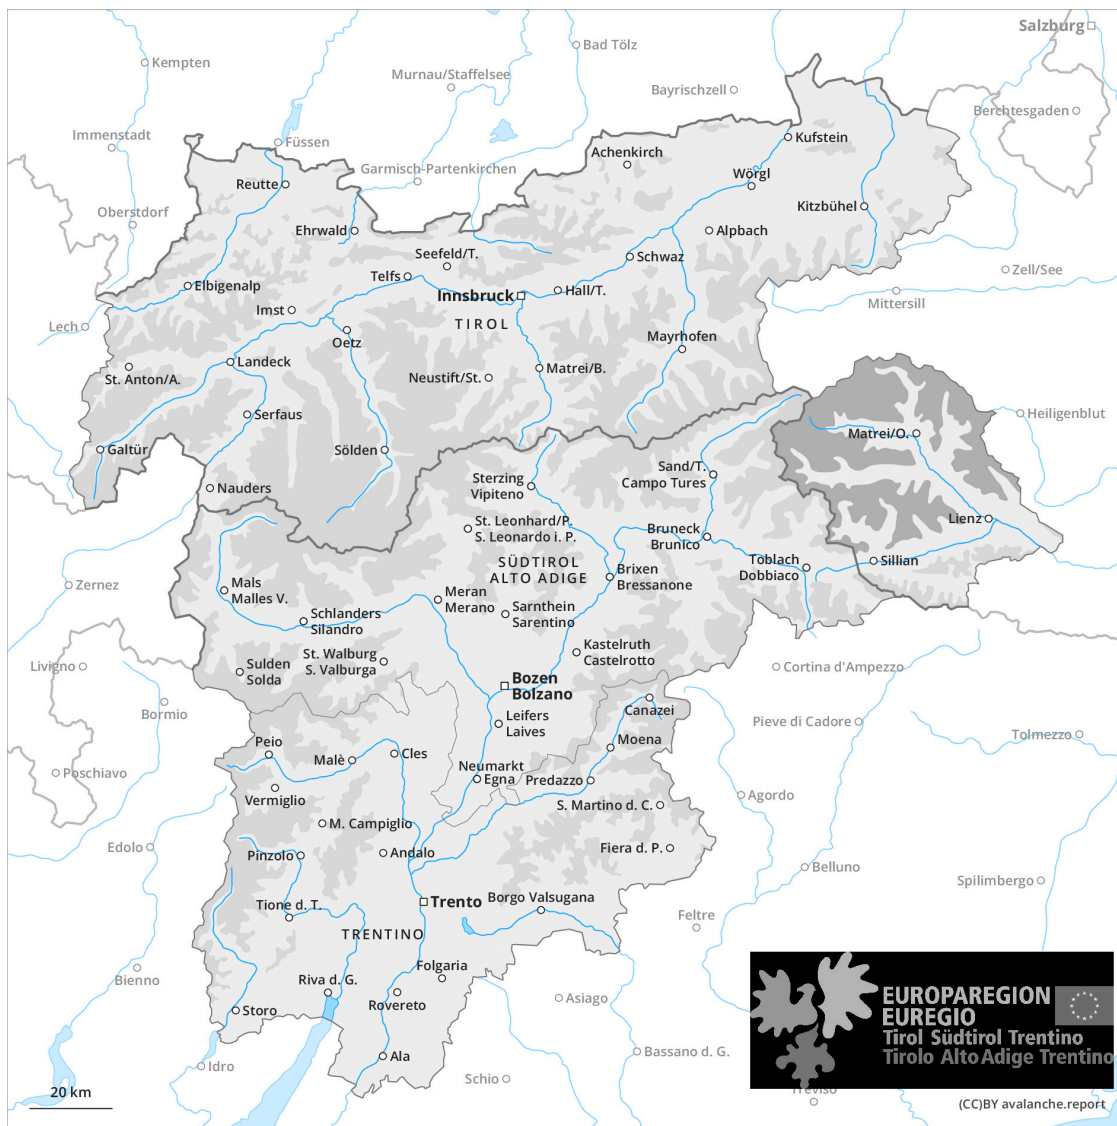 Salzburg
Bad Tölz
Kempten
Murnau/Staffelsee
Bayrischzell
Berchtesgaden
Immenstadt
Füssen
Kufstein
Achenkirch
Garmisch-Partenkirchen
Wörgl
Reutte
Oberstdorf
Kitzbühel
Ehrwald
Alpbach
Seefeld/T.
Schwaz
Zell/See
Telfs
Elbigenalp
Hall/T.
Innsbruck
Mittersill
Imst
TIROL
Lech
Oetz
Mayrhofen
Landeck
Matrei/B.
St. Anton/A.
Neustift/St.
Serfaus
Heiligenblut
Matrei/O.
Galtür
Sölden
Sand/T.
Campo Tures
Sterzing
Vipiteno
Nauders
Lienz
St. Leonhard/P.
S. Leonardo i. P.
Bruneck
Brunico
SÜDTIROL
ALTO ADIGE
Toblach
Dobbiaco
Sillian
Brixen
Bressanone
Zernez
Mals
Malles V.
Meran
Merano
Sarnthein
Sarentino
Schlanders
Silandro
Kastelruth
Castelrotto
St. Walburg
S. Valburga
Livigno
Sulden
Solda
Cortina d'Ampezzo
Bozen
Bolzano
Canazei
Bormio
Leifers
Laives
Pieve di Cadore
Tolmezzo
Peio
Moena
Cles
Malè
Neumarkt
Egna
Poschiavo
Predazzo
Vermiglio
Agordo
S. Martino d. C.
M. Campiglio
Edolo
Pinzolo
Andalo
Fiera d. P.
Belluno
Spilimbergo
Trento
Borgo Valsugana
Tione d. T.
Feltre
TRENTINO
Folgaria
Bienno
Riva d. G.
Rovereto
Asiago
Storo
EUROPAREGION
EUREGIO
Tirol Südtirol Trentino
Tirolo Alto Adige Trentino
Ala
Bassano d. G.
Idro
Schio
Treviso
20 km
(CC)BY avalanche.report